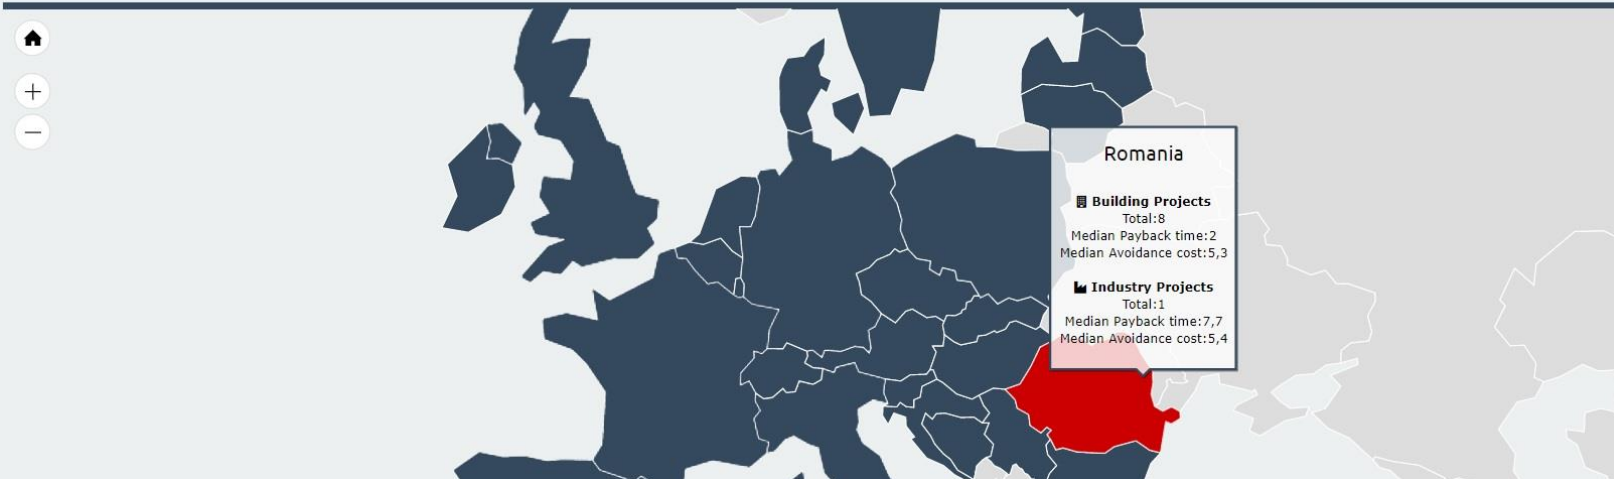 Romania
Building Projects
Total:8
Median Payback time:2
Median Avoidance cost:5,3
Industry Projects
Total:1
Median Payback time:7,7
Median Avoidance cost:5,4